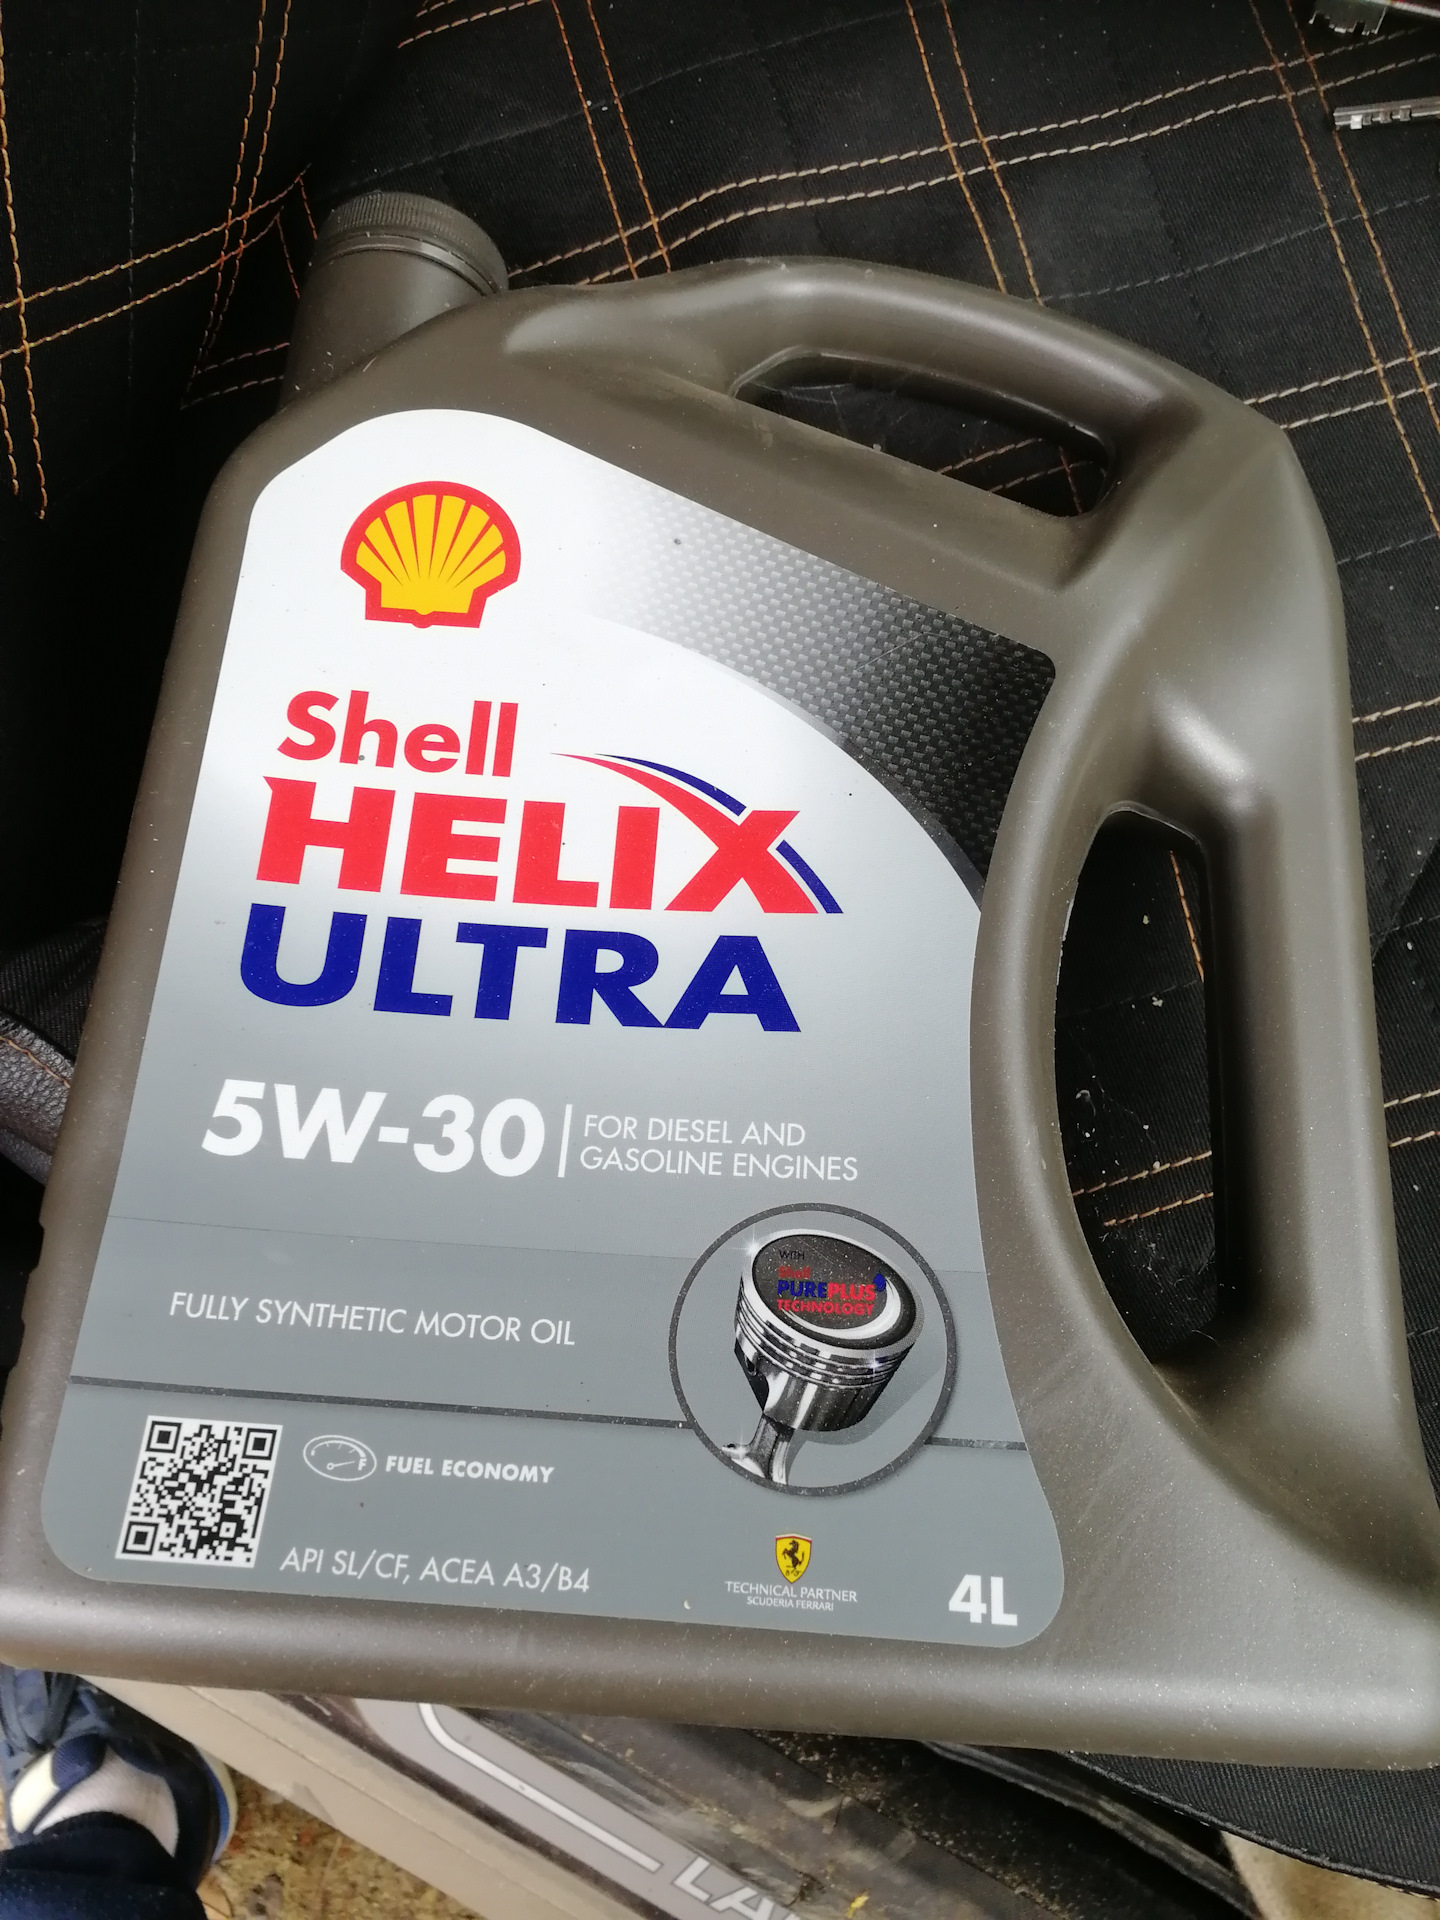 Shell
HELIX
ULTRA
5W-30
FOR DIESEL AND
GASOLINE ENGINES
WITH
Shell
PUREPLUS
TECHNOLOGY
FULLY SYNTHETIC MOTOR OIL
F
FUEL ECONOMY
API SL/CF, ACEA A3/B4
TECHNICAL PARTNER
SCUDERIA FERRARI
4L